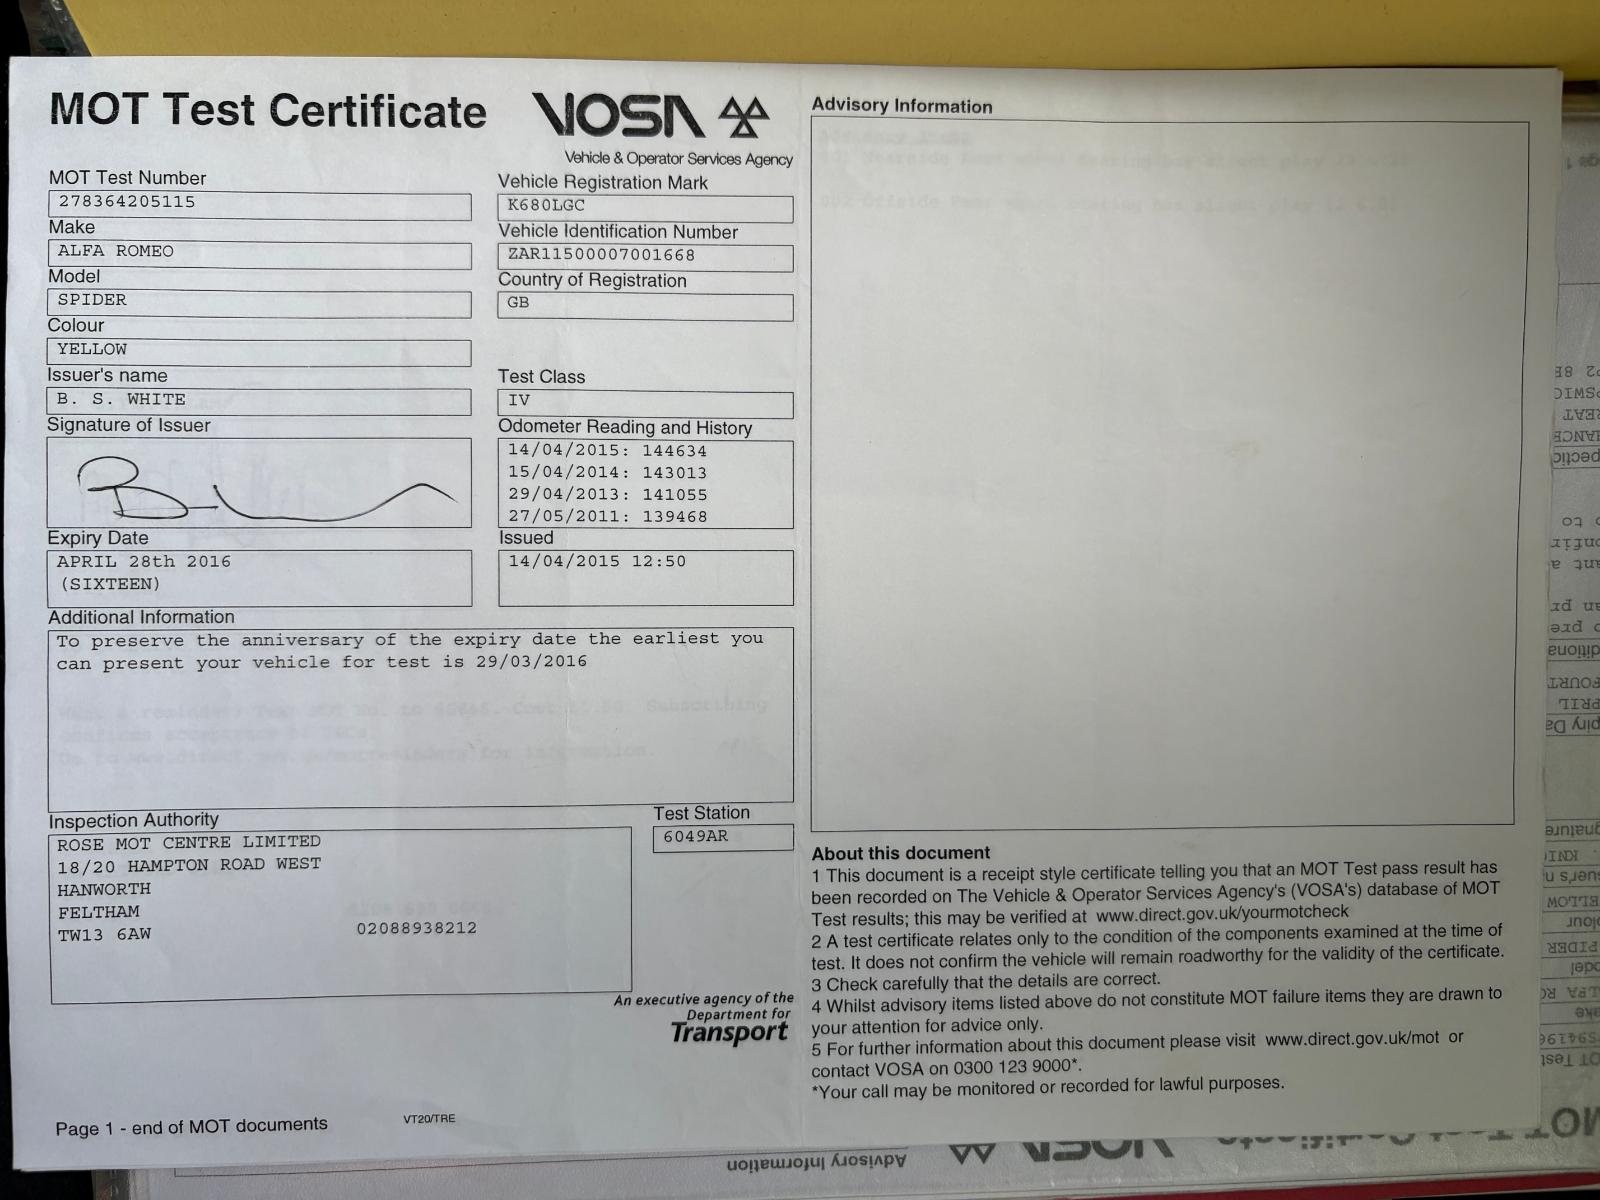 MOT Test Certificate
VOSA
Vehicle & Operator Services Agency
MOT Test Number
278364205115
Vehicle Registration Mark
K680LGC
Make
ALFA ROMEO
Vehicle Identification Number
ZAR11500007001668
Model
SPIDER
Country of Registration
GB
Colour
YELLOW
Issuer's name
B. S. WHITE
Test Class
IV
Signature of Issuer
Odometer Reading and History
14/04/2015: 144634
15/04/2014: 143013
29/04/2013: 141055
27/05/2011: 139468
Expiry Date
APRIL 28th 2016
(SIXTEEN)
Issued
14/04/2015 12:50
Additional Information
To preserve the anniversary of the expiry date the earliest you
can present your vehicle for test is 29/03/2016
Inspection Authority
ROSE MOT CENTRE LIMITED
18/20 HAMPTON ROAD WEST
HANWORTH
FELTHAM
TW13 6AW 02088938212
Test Station
6049AR
An executive agency of the
Department for
Transport
Page 1 - end of MOT documents
VT20/TRE
Advisory Information
About this document
1 This document is a receipt style certificate telling you that an MOT Test pass result has
been recorded on The Vehicle & Operator Services Agency's (VOSA's) database of MOT
Test results; this may be verified at www.direct.gov.uk/yourmotcheck
2 A test certificate relates only to the condition of the components examined at the time of
test. It does not confirm the vehicle will remain roadworthy for the validity of the certificate.
3 Check carefully that the details are correct.
4 Whilst advisory items listed above do not constitute MOT failure items they are drawn to
your attention for advice only.
5 For further information about this document please visit www.direct.gov.uk/mot or
contact VOSA on 0300 123 9000*.
*Your call may be monitored or recorded for lawful purposes.
Advisory Information
VOSA